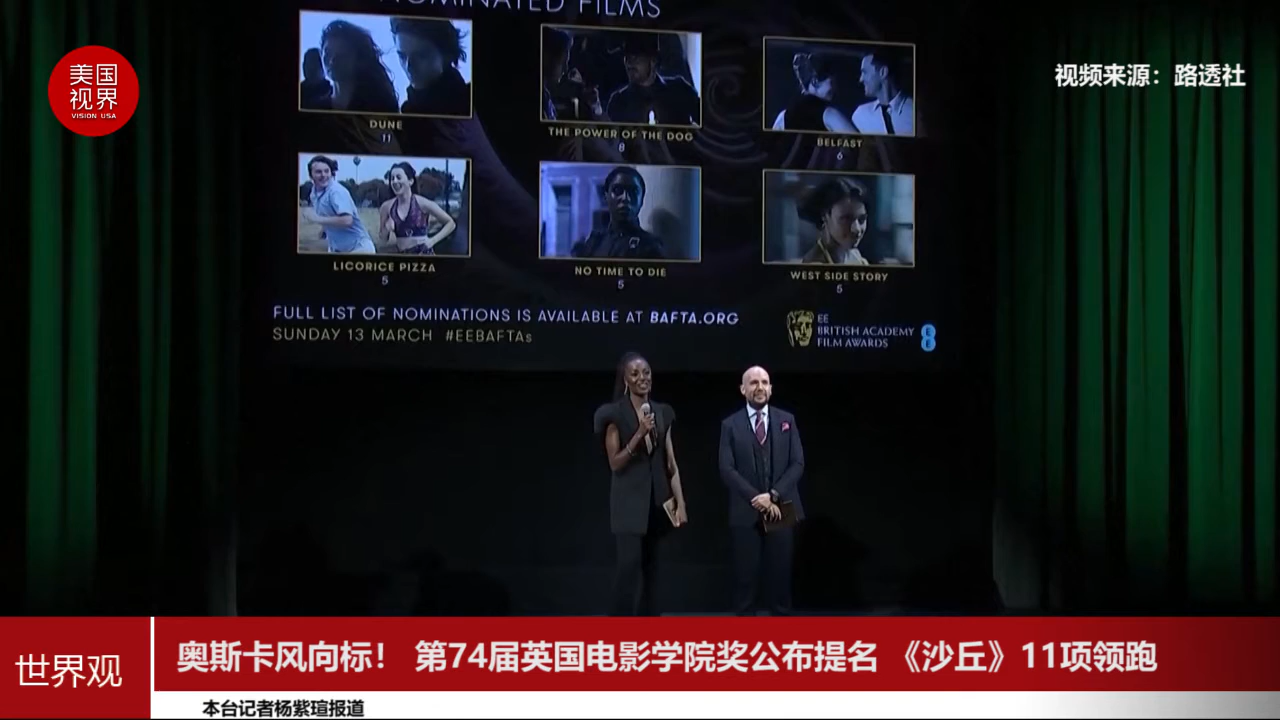 NOMINATED FILMS
美国
视界
VISION USA
视频来源：路透社
DUNE
11
THE POWER OF THE DOG
8
BELFAST
6
LICORICE PIZZA
5
NO TIME TO DIE
5
WEST SIDE STORY
5
FULL LIST OF NOMINATIONS IS AVAILABLE AT BAFTA.ORG
SUNDAY 13 MARCH #EEBAFTAs
EE
BRITISH ACADEMY
FILM AWARDS
8
世界观
奥斯卡风向标！ 第74届英国电影学院奖公布提名 《沙丘》11项领跑
本台记者杨紫瑄报道